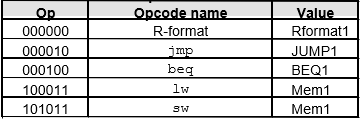 Op Opcode name Value
000000 R-format Rformat1
000010 jmp JUMP1
000100 beq BEQ1
100011 lw Mem1
101011 sw Mem1